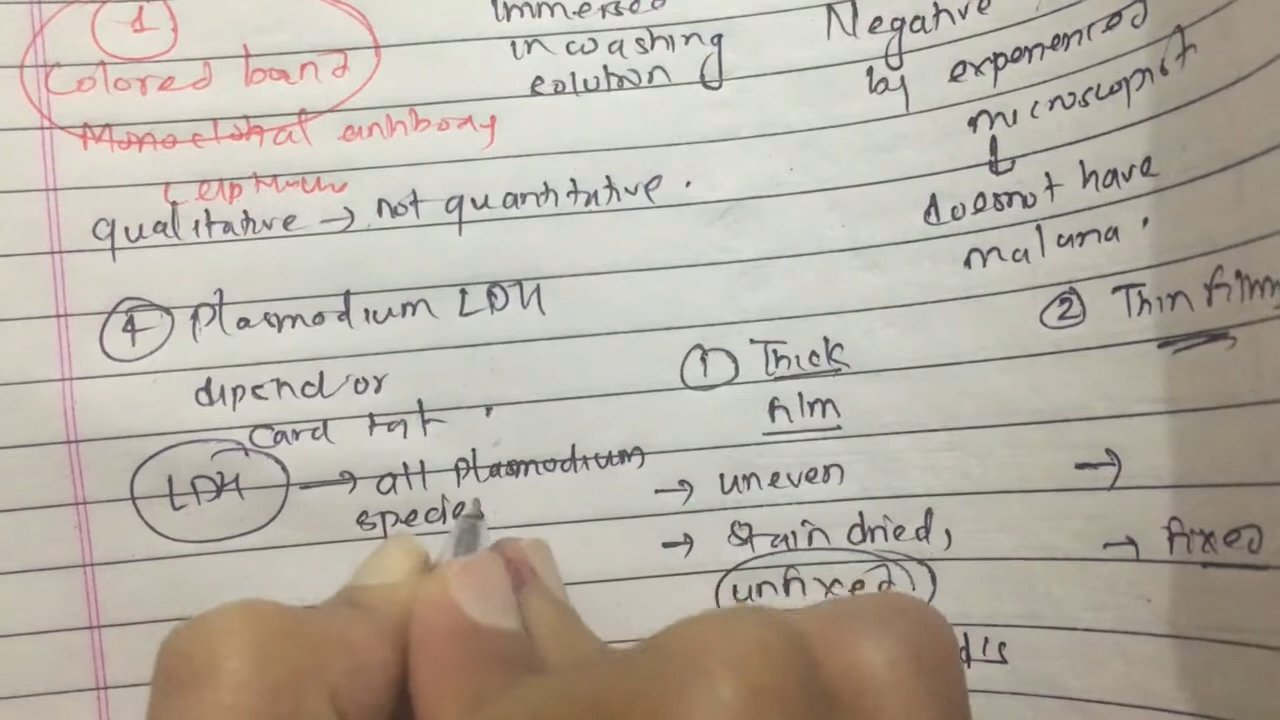 1
Colored band
Monoclonal antibody
qualitative → not quantitative.
④ Plasmodium LDH
dipend or
card tat.
LDH → all plasmodium
species
immersed
in washing
solution
Negative
by experienced
microscopist
↓
doesnot have
malaria.
① Thick
film
→ uneven
→ stain dried,
unfixed
② Thin film
→
→ fixed